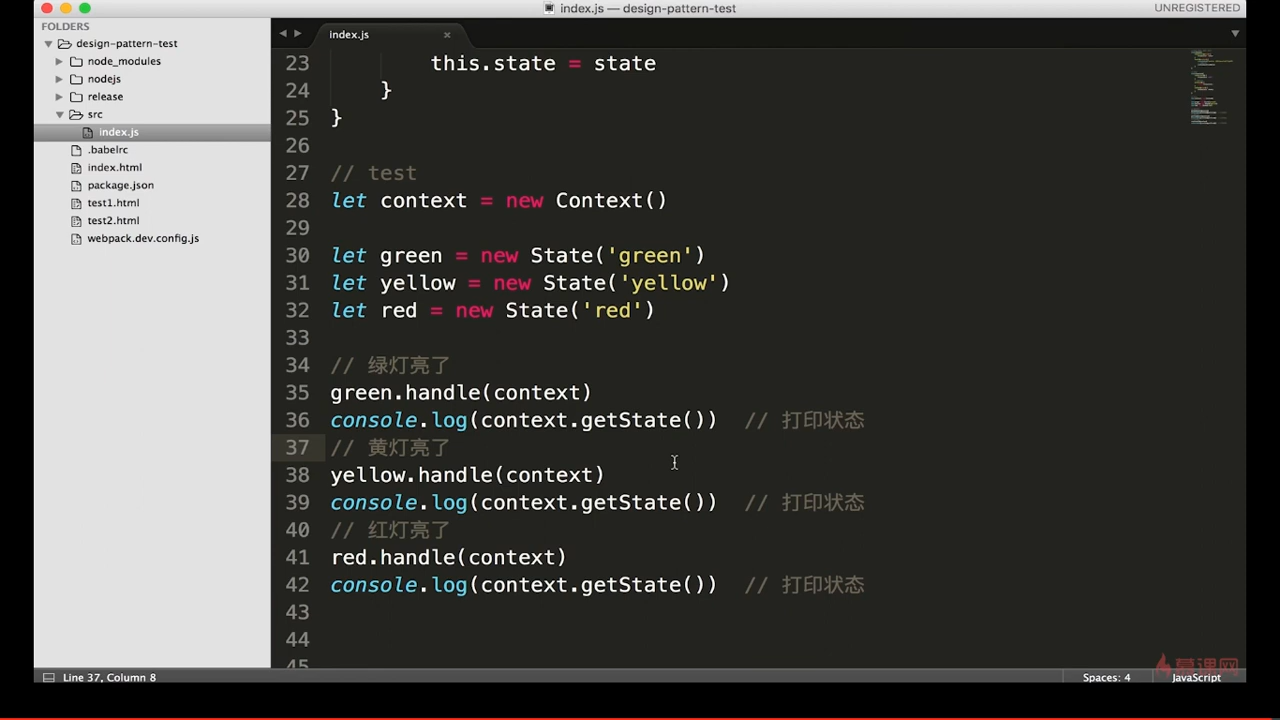 index.js — design-pattern-test
UNREGISTERED
FOLDERS
design-pattern-test
node_modules
nodejs
release
src
index.js
.babelrc
index.html
package.json
test1.html
test2.html
webpack.dev.config.js
index.js
23 this.state = state
24 }
25 }
26
27 // test
28 let context = new Context()
29
30 let green = new State('green')
31 let yellow = new State('yellow')
32 let red = new State('red')
33
34 // 绿灯亮了
35 green.handle(context)
36 console.log(context.getState()) // 打印状态
37 // 黄灯亮了
38 yellow.handle(context)
39 console.log(context.getState()) // 打印状态
40 // 红灯亮了
41 red.handle(context)
42 console.log(context.getState()) // 打印状态
43
44
45
慕课网
Line 37, Column 8
Spaces: 4
JavaScript